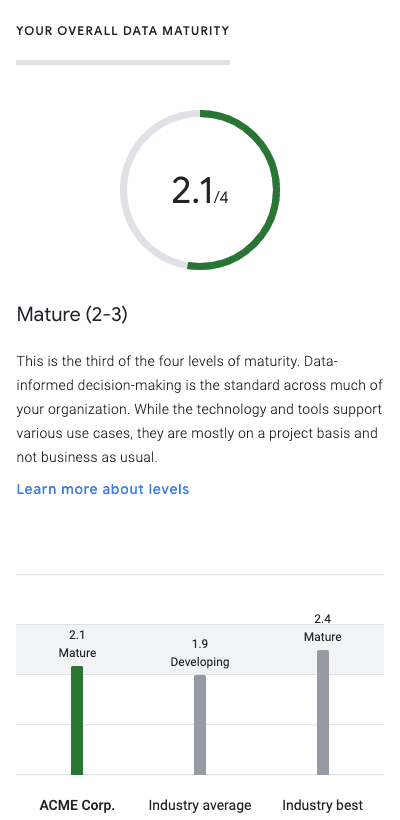 YOUR OVERALL DATA MATURITY
2.1/4
Mature (2-3)
This is the third of the four levels of maturity. Data-
informed decision-making is the standard across much of
your organization. While the technology and tools support
various use cases, they are mostly on a project basis and
not business as usual.
Learn more about levels
2.1
Mature
1.9
Developing
2.4
Mature
ACME Corp.
Industry average
Industry best